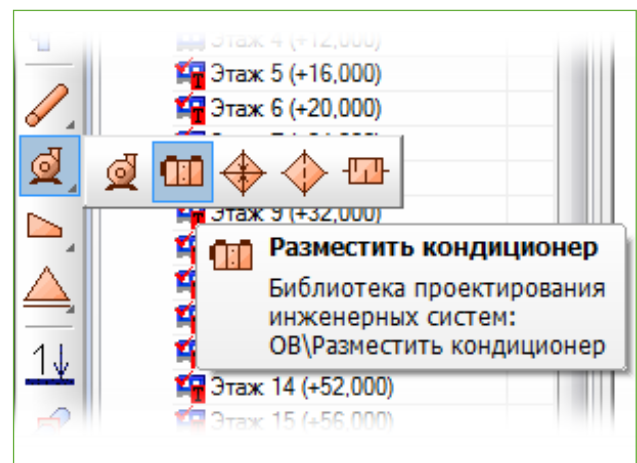 Этаж 4 (+12,000)
Этаж 5 (+16,000)
Этаж 6 (+20,000)
Этаж 9 (+32,000)
Разместить кондиционер
Библиотека проектирования
инженерных систем:
ОВ\Разместить кондиционер
Этаж 14 (+52,000)
Этаж 15 (+56,000)